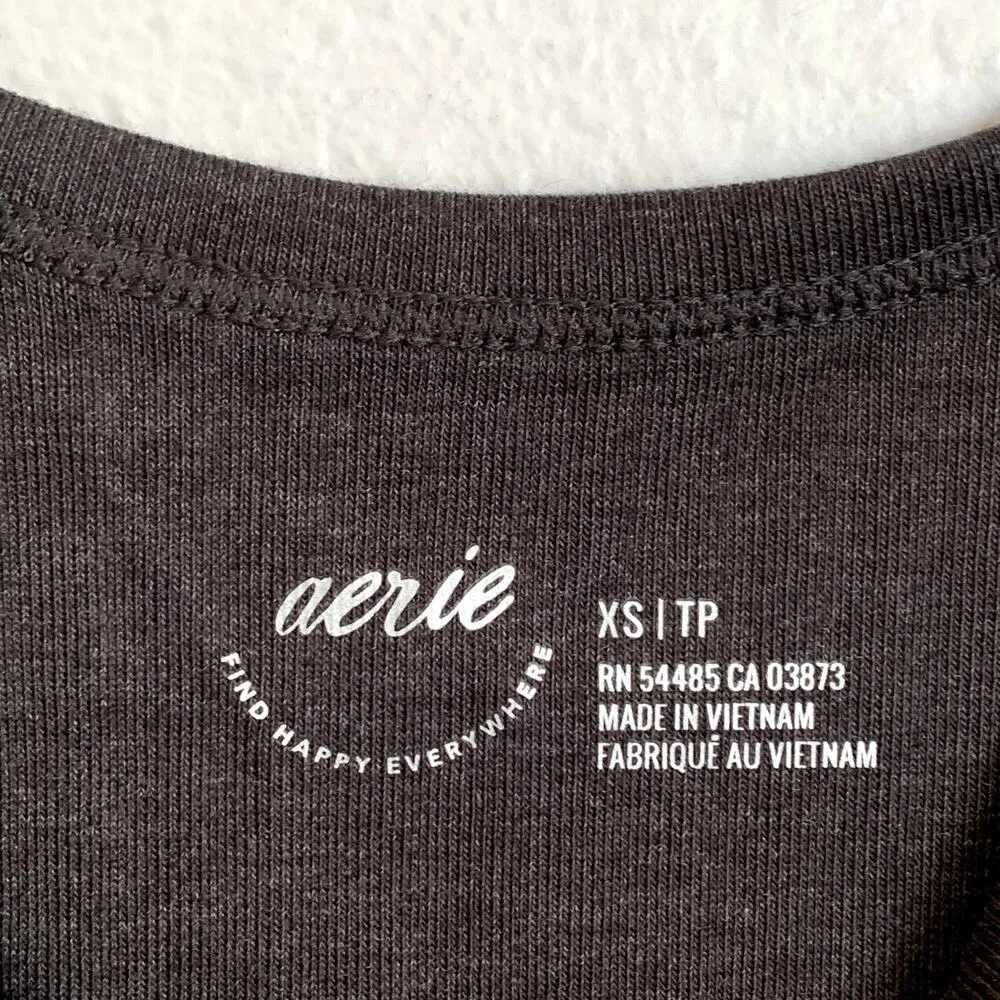 aerie
FIND HAPPY EVERYWHERE
XS | TP
RN 54485 CA 03873
MADE IN VIETNAM
FABRIQUÉ AU VIETNAM